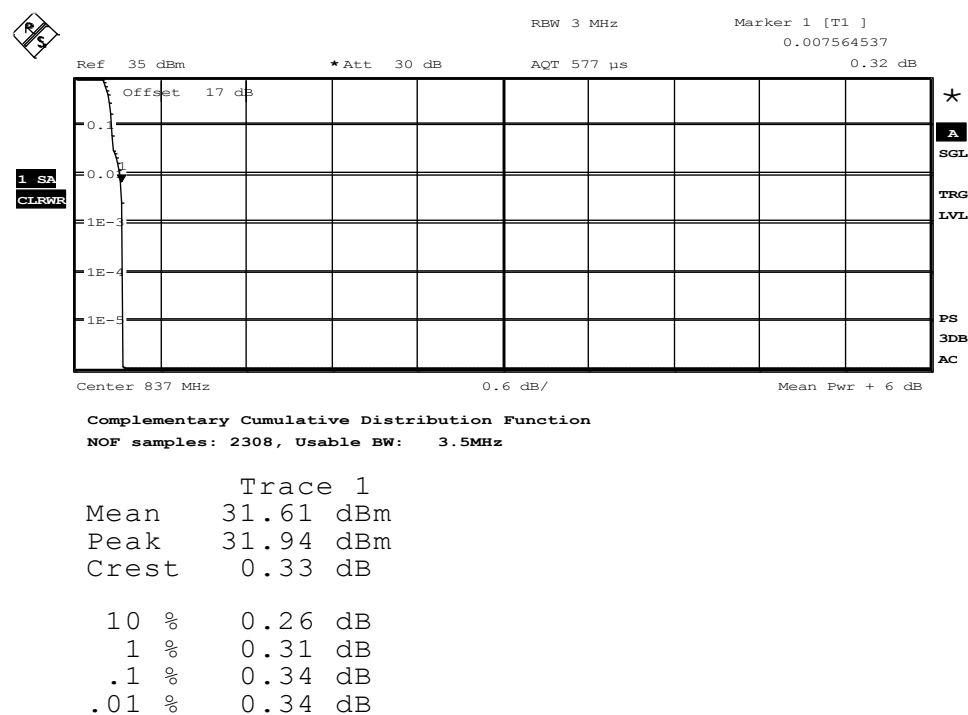 R S
RBW 3 MHz Marker 1 [T1 ]
0.007564537
Ref 35 dBm *Att 30 dB AQT 577 µs 0.32 dB
Offset 17 dB
*
0.1
A
SGL
1
0.0
1 SA
CLRWR
TRG
LVL
1E-3
1E-4
1E-5
PS
3DB
AC
Center 837 MHz 0.6 dB/ Mean Pwr + 6 dB
Complementary Cumulative Distribution Function
NOF samples: 2308, Usable BW: 3.5MHz
Trace 1
Mean 31.61 dBm
Peak 31.94 dBm
Crest 0.33 dB
10 % 0.26 dB
1 % 0.31 dB
.1 % 0.34 dB
.01 % 0.34 dB